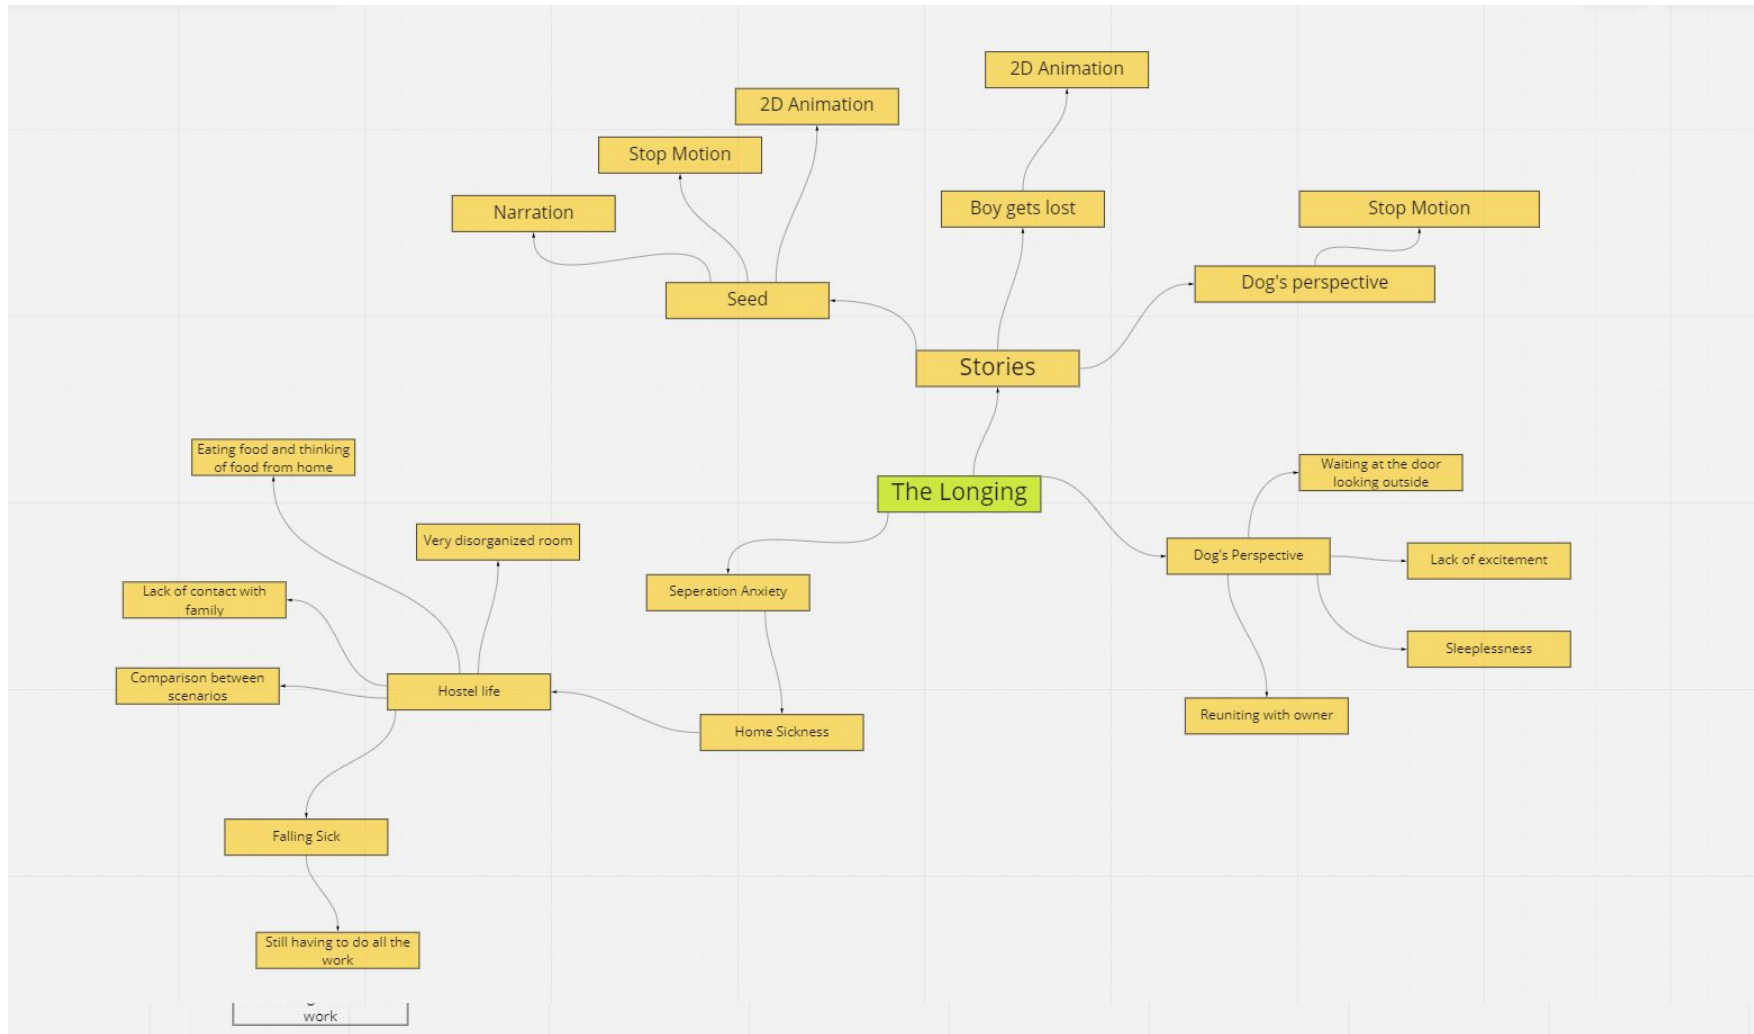 2D Animation
2D Animation
Stop Motion
Narration
Boy gets lost
Stop Motion
Dog's perspective
Seed
Stories
Eating food and thinking
of food from home
The Longing
Waiting at the door
looking outside
Very disorganized room
Dog's Perspective
Lack of excitement
Lack of contact with
family
Seperation Anxiety
Sleeplessness
Comparison between
scenarios
Hostel life
Reuniting with owner
Home Sickness
Falling Sick
Still having to do all the
work
work